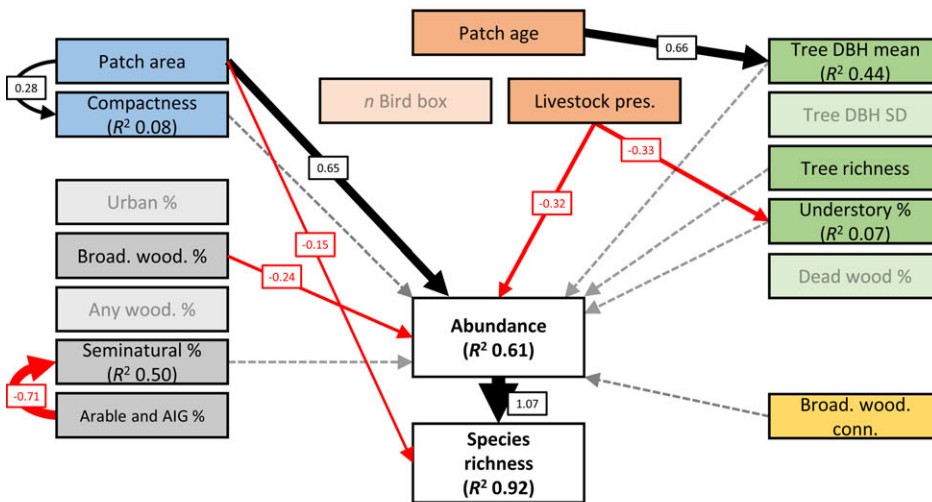 Patch age
0.66
Tree DBH mean
(R² 0.44)
Patch area
0.28
Compactness
(R² 0.08)
n Bird box
Livestock pres.
Tree DBH SD
-0.33
0.65
Tree richness
Urban %
-0.32
Understory %
(R² 0.07)
Broad. wood. %
-0.15
-0.24
Dead wood %
Any wood. %
Abundance
(R² 0.61)
Seminatural %
(R² 0.50)
-0.71
Arable and AIG %
1.07
Broad. wood.
conn.
Species
richness
(R² 0.92)